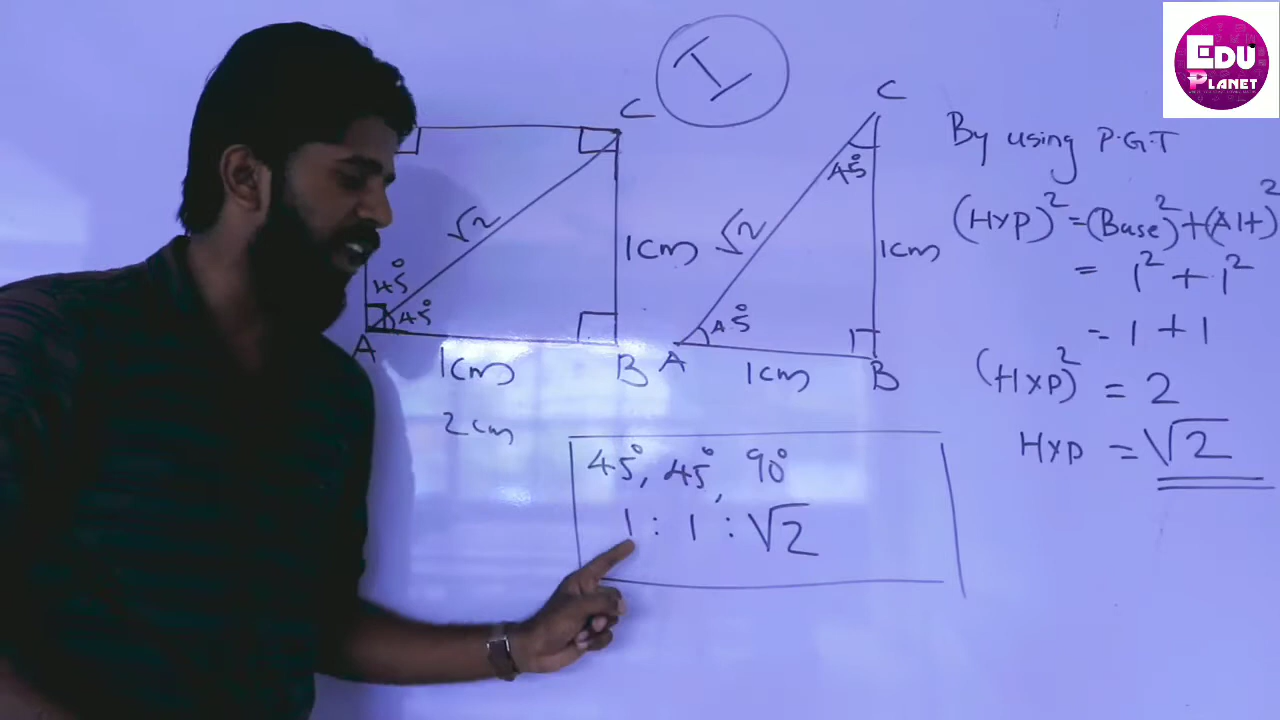 EDU
PLANET
I
C
√2
1cm
45°
45°
A
1cm
B
2cm
C
45°
√2
1cm
45°
A
1cm
B
By using P.G.T
(Hyp)² = (Base)² + (Alt)²
= 1² + 1²
= 1 + 1
(Hyp)² = 2
Hyp = √2
45°, 45°, 90°
1 : 1 : √2